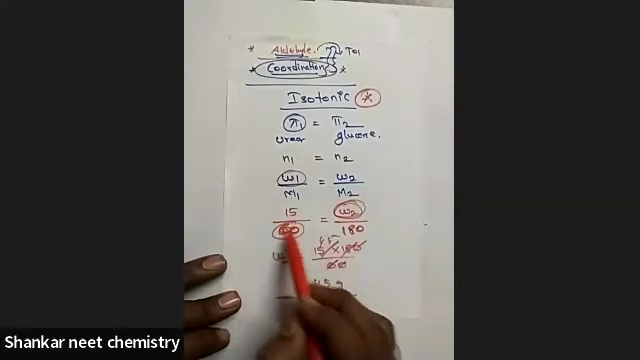 * Aldehyde.
* Coordination *
Isotonic *
π1 = π2
urea glucose.
n1 = n2
w1 / M1 = w2 / M2
15 / 60 = w2 / 180
15 × 180 / 60
45 g
Shankar neet chemistry